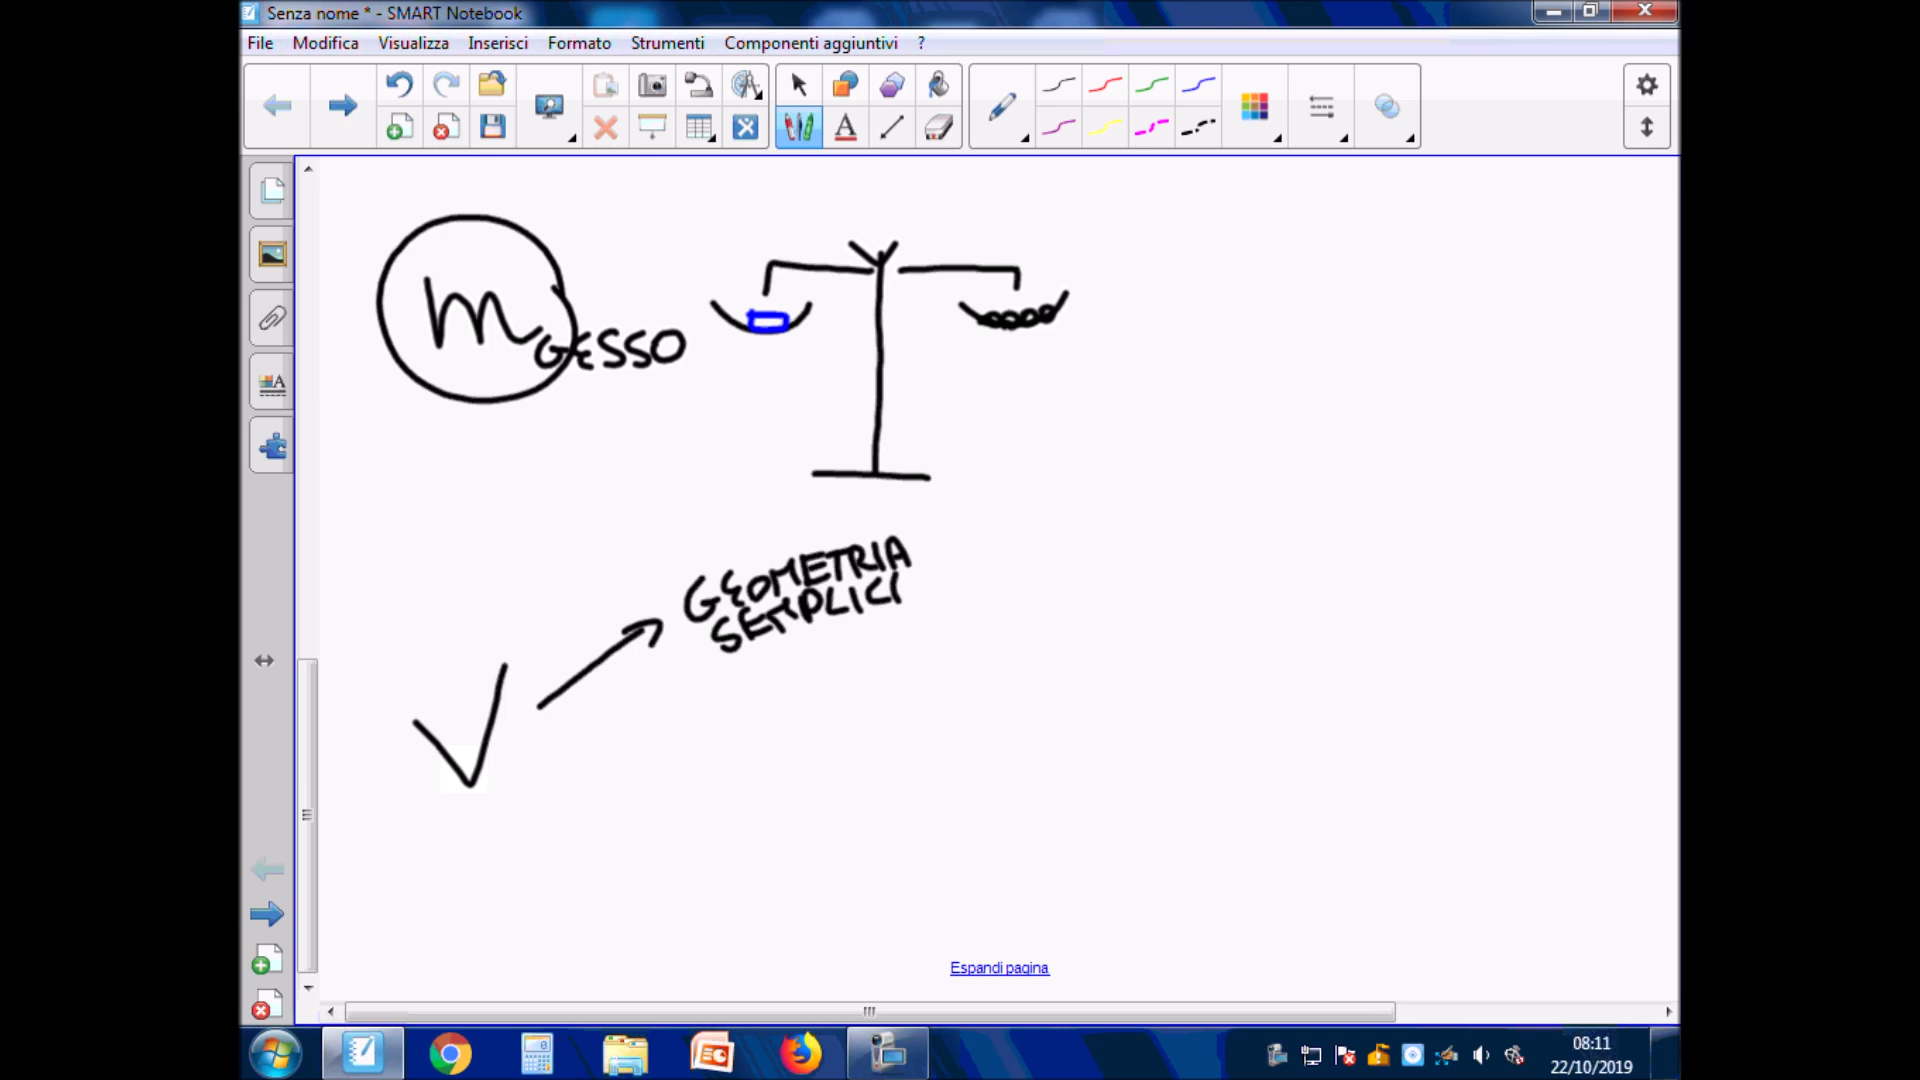 Senza nome * - SMART Notebook
File Modifica Visualizza Inserisci Formato Strumenti Componenti aggiuntivi ?
m GESSO
GEOMETRIA
SEMPLICI
V
Espandi pagina
08:11
22/10/2019